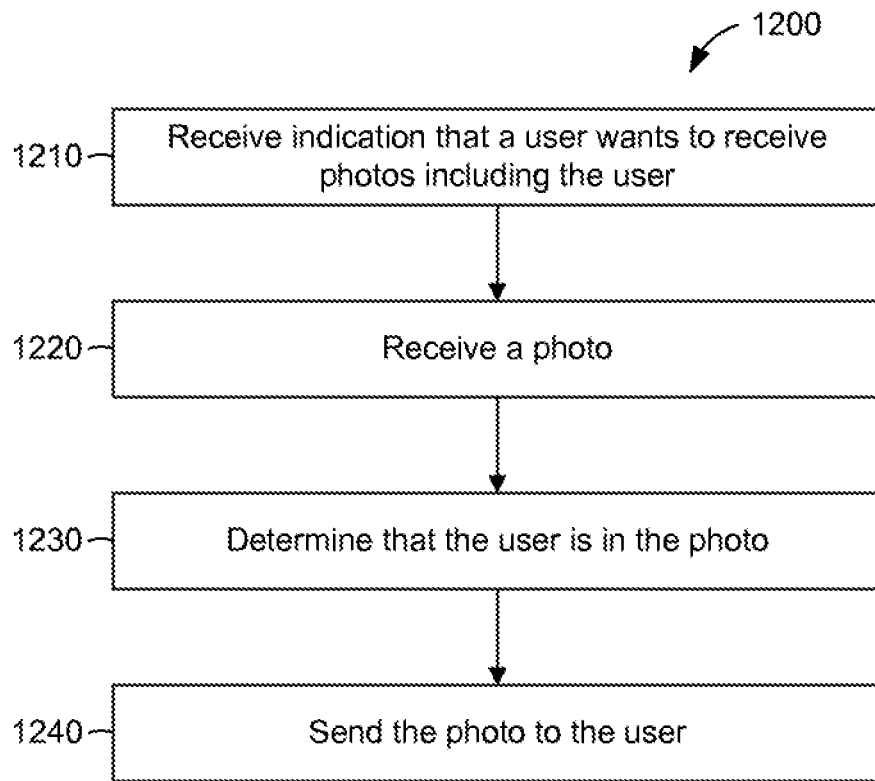 1200
1210
Receive indication that a user wants to receive
photos including the user
1220
Receive a photo
1230
Determine that the user is in the photo
1240
Send the photo to the user